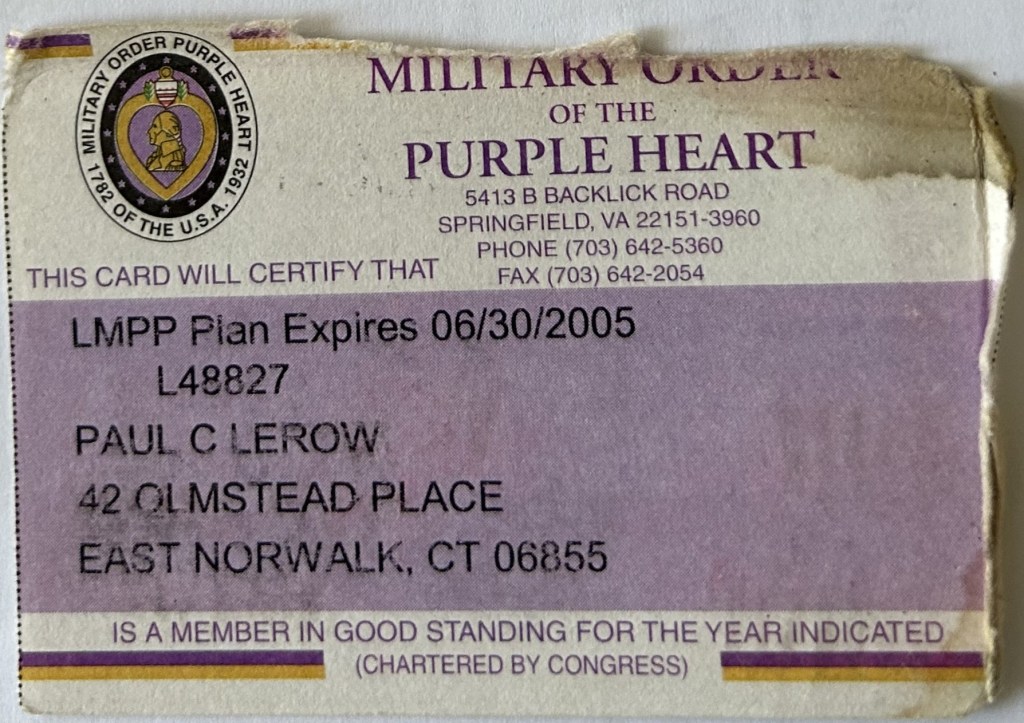 MILITARY ORDER PURPLE HEART
1782 OF THE U.S.A. 1932
MILITARY ORDER
OF THE
PURPLE HEART
5413 B BACKLICK ROAD
SPRINGFIELD, VA 22151-3960
PHONE (703) 642-5360
FAX (703) 642-2054
THIS CARD WILL CERTIFY THAT
LMPP Plan Expires 06/30/2005
L48827
PAUL C LEROW
42 OLMSTEAD PLACE
EAST NORWALK, CT 06855
IS A MEMBER IN GOOD STANDING FOR THE YEAR INDICATED
(CHARTERED BY CONGRESS)